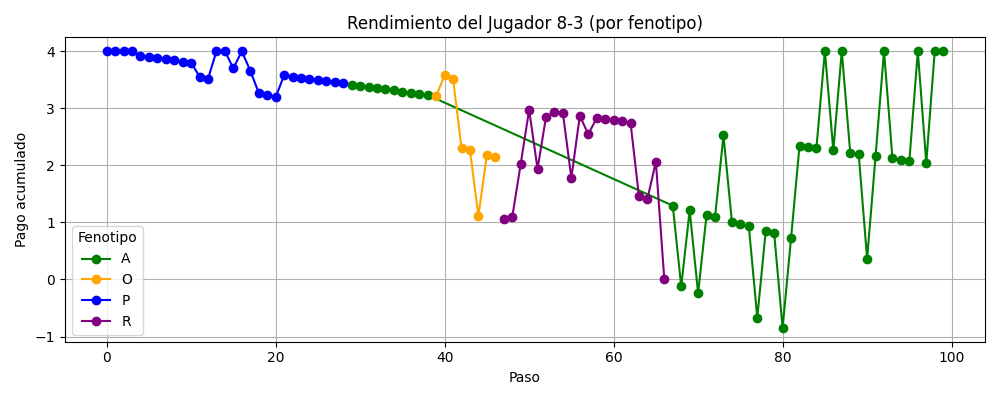 Rendimiento del Jugador 8-3 (por fenotipo)
Pago acumulado
4
3
2
1
0
−1
Fenotipo
A
O
P
R
0 20 40 60 80 100
Paso